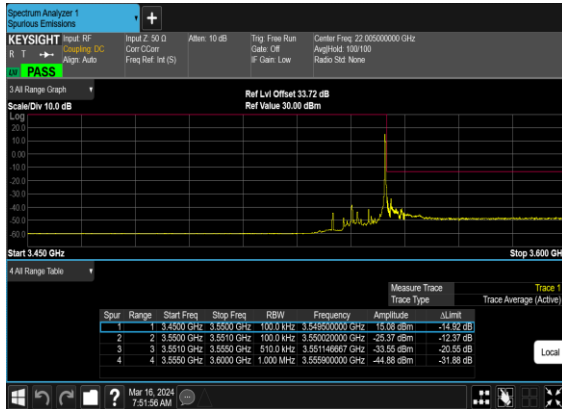 Spectrum Analyzer 1
Spurious Emissions
+
KEYSIGHT Input: RF Input Z: 50 Ω Atten: 10 dB Trig: Free Run Center Freq: 22.005000000 GHz
R T Coupling: DC Corr CCorr Gate: Off Avg|Hold: 100/100
Align: Auto Freq Ref: Int (S) IF Gain: Low Radio Std: None
PASS
3 All Range Graph
Ref Lvl Offset 33.72 dB
Scale/Div 10.0 dB Ref Value 30.00 dBm
Log
20.0
10.0
0.00
-10.0
-20.0
-30.0
-40.0
-50.0
-60.0
Start 3.450 GHz Stop 3.600 GH
4 All Range Table
Measure Trace Trace 1
Trace Type Trace Average (Active)
Spur Range Start Freq Stop Freq RBW Frequency Amplitude ΔLimit
1 1 3.4500 GHz 3.5500 GHz 100.0 kHz 3.549500000 GHz 15.08 dBm -14.92 dB
2 2 3.5500 GHz 3.5510 GHz 100.0 kHz 3.550020000 GHz -25.37 dBm -12.37 dB
3 3 3.5510 GHz 3.5550 GHz 510.0 kHz 3.551146667 GHz -33.55 dBm -20.55 dB
4 4 3.5550 GHz 3.6000 GHz 1.000 MHz 3.555900000 GHz -44.88 dBm -31.88 dB
Local
? Mar 16, 2024
7:51:56 AM